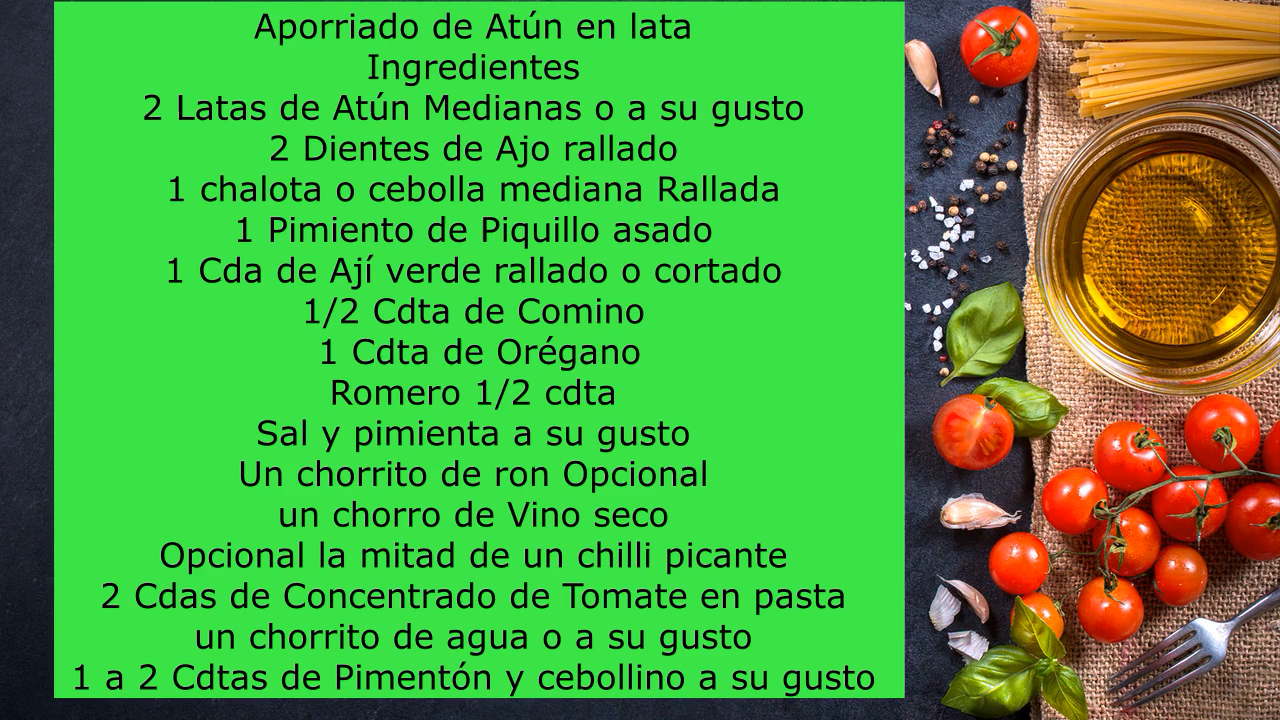 Aporriado de Atún en lata
Ingredientes
2 Latas de Atún Medianas o a su gusto
2 Dientes de Ajo rallado
1 chalota o cebolla mediana Rallada
1 Pimiento de Piquillo asado
1 Cda de Ají verde rallado o cortado
1/2 Cdta de Comino
1 Cdta de Orégano
Romero 1/2 cdta
Sal y pimienta a su gusto
Un chorrito de ron Opcional
un chorro de Vino seco
Opcional la mitad de un chilli picante
2 Cdas de Concentrado de Tomate en pasta
un chorrito de agua o a su gusto
1 a 2 Cdtas de Pimentón y cebollino a su gusto